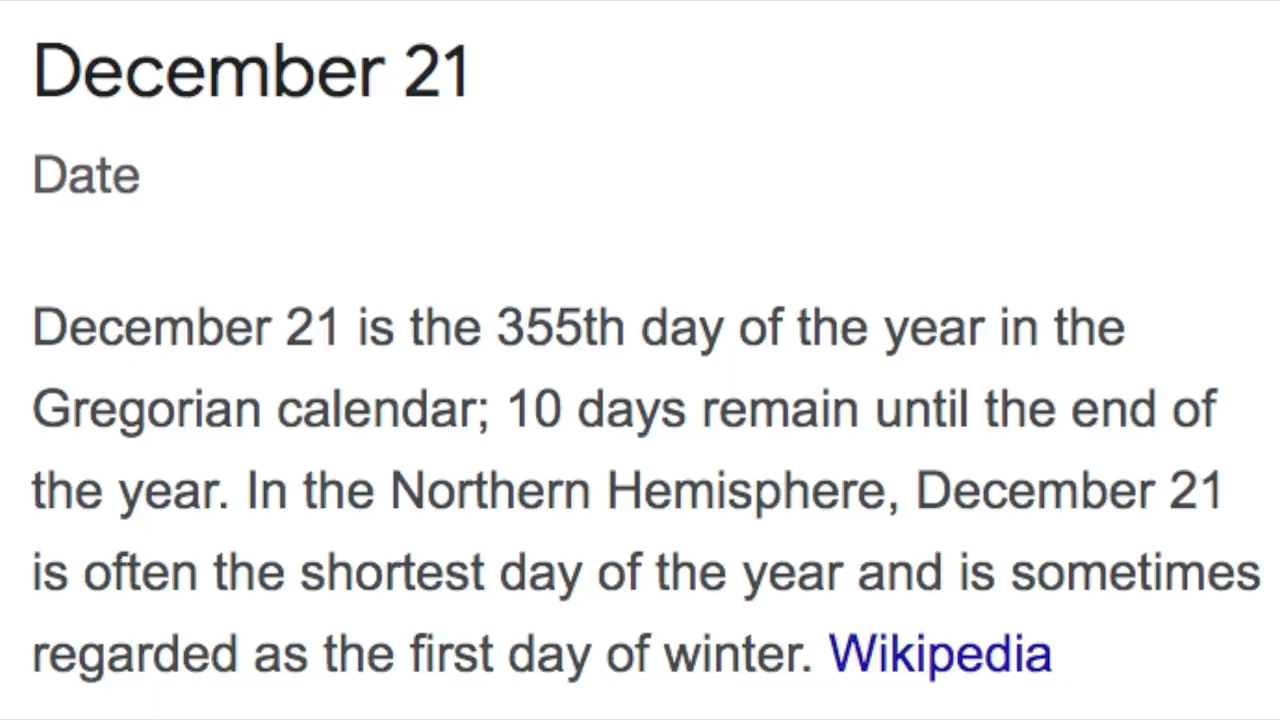 December 21
Date
December 21 is the 355th day of the year in the
Gregorian calendar; 10 days remain until the end of
the year. In the Northern Hemisphere, December 21
is often the shortest day of the year and is sometimes
regarded as the first day of winter. Wikipedia